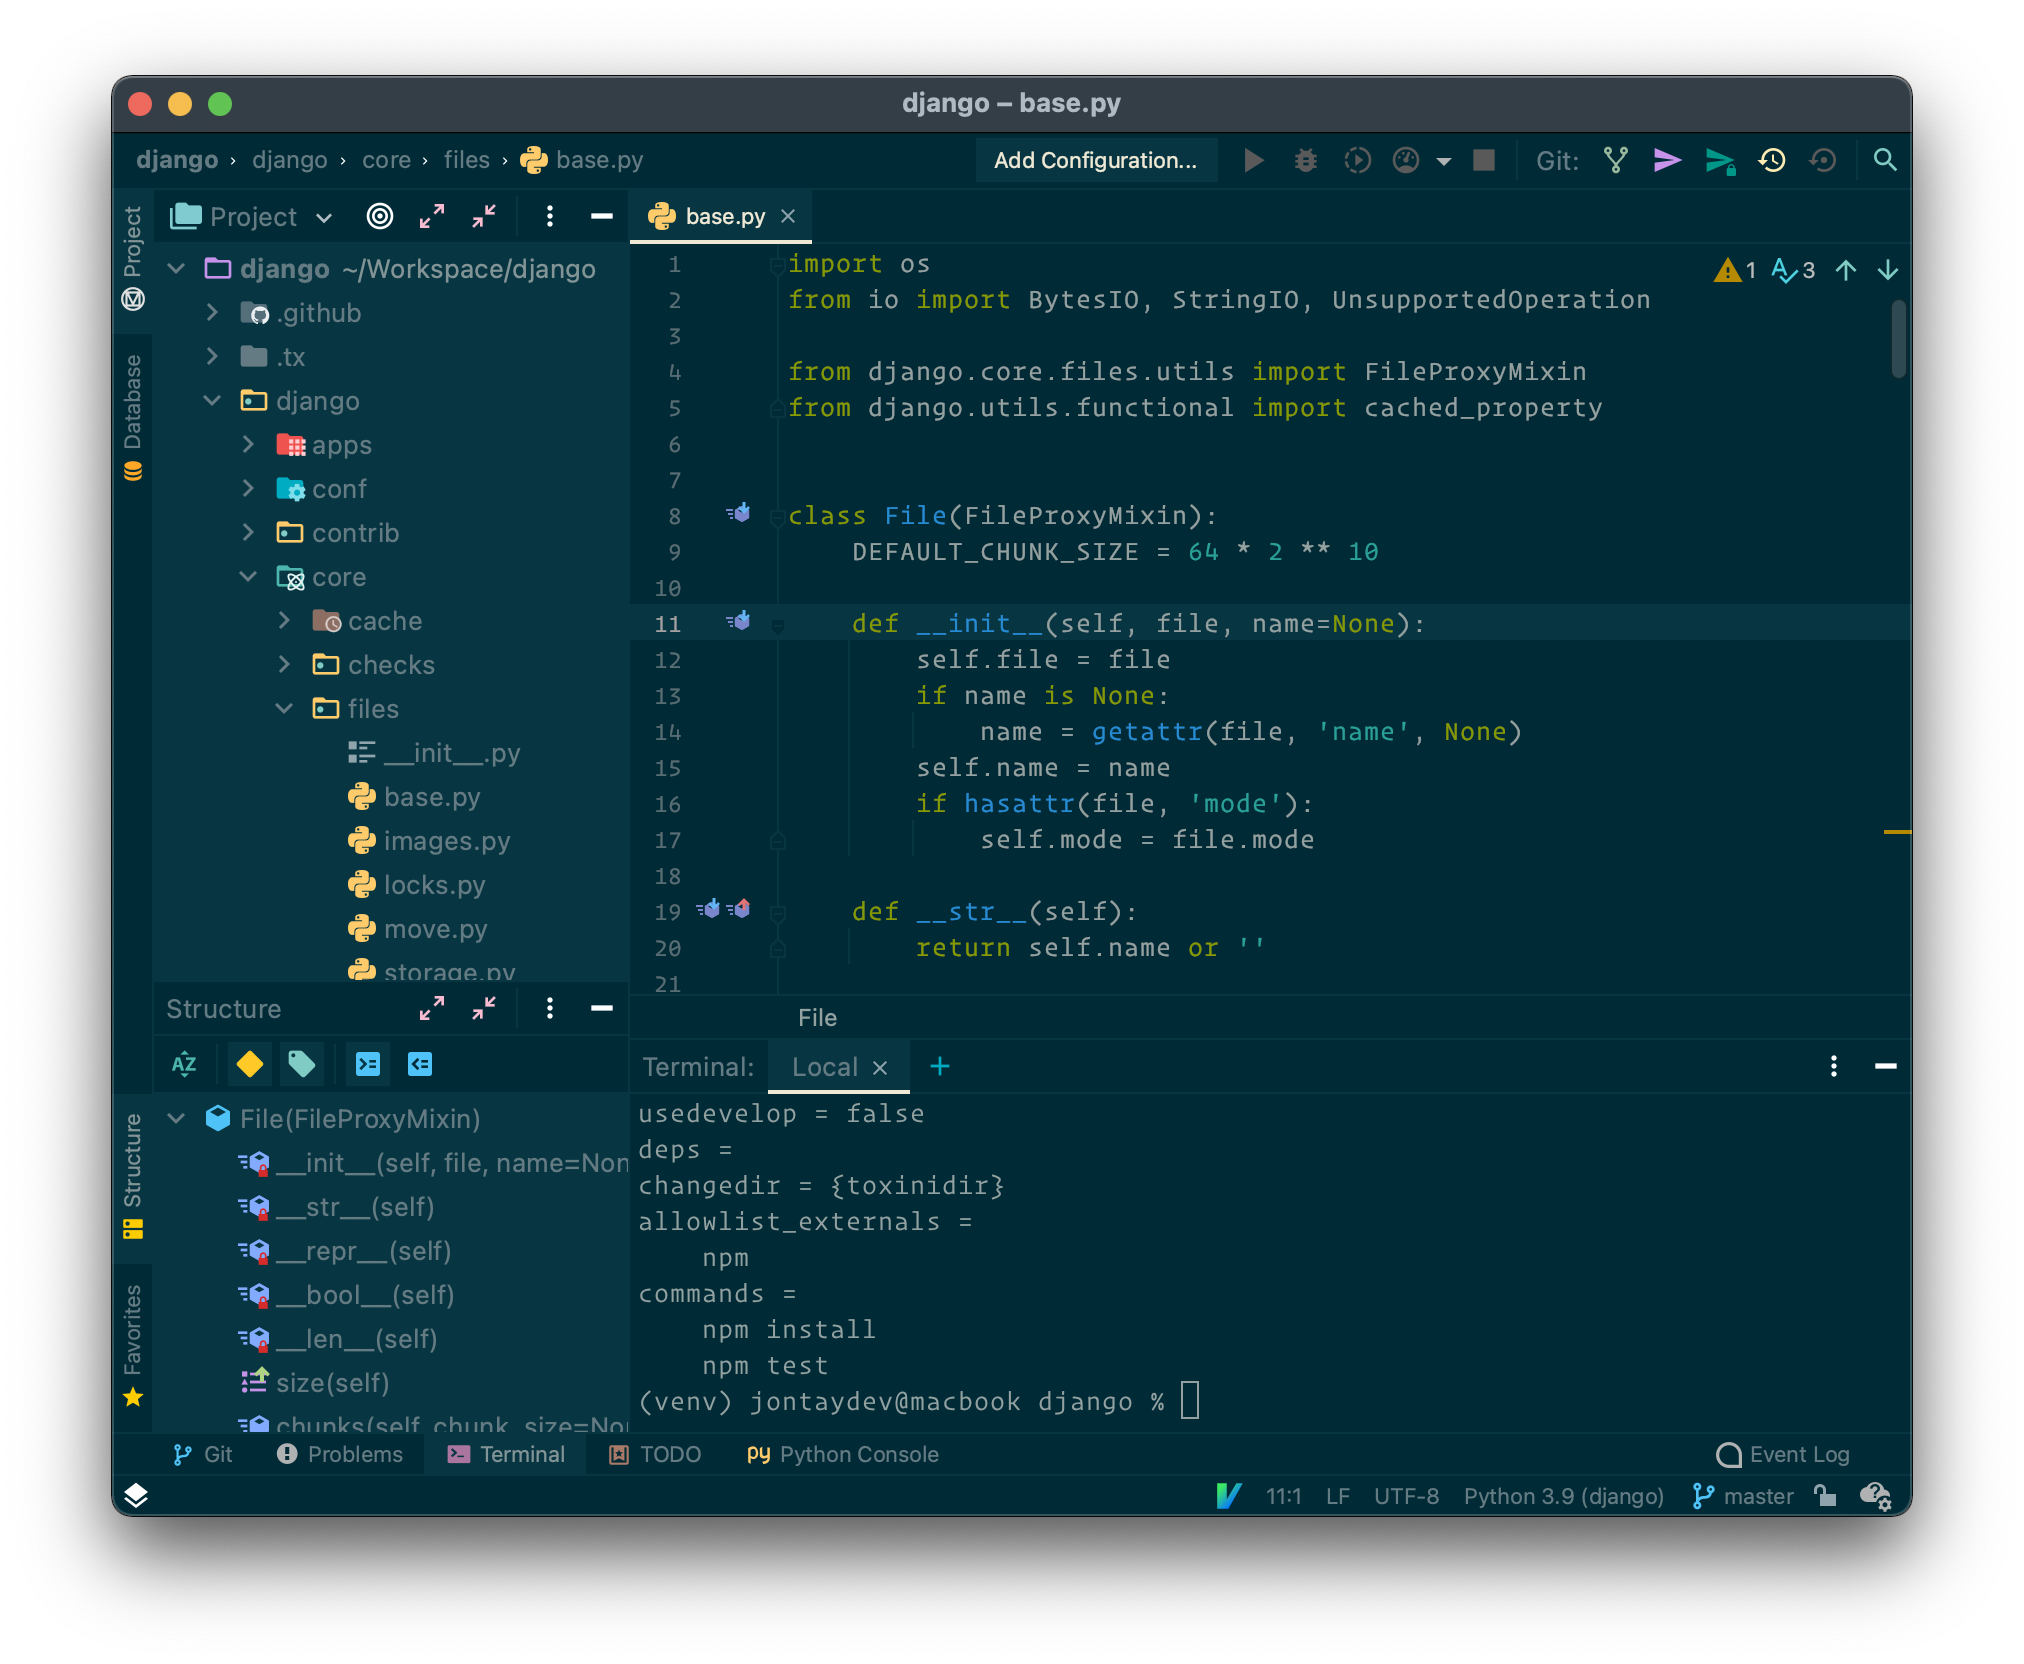 django – base.py
django › django › core › files › base.py
Add Configuration...
Git:
Project
base.py
Project
Database
Structure
Favorites
django ~/Workspace/django
.github
.tx
django
apps
conf
contrib
core
cache
checks
files
__init__.py
base.py
images.py
locks.py
move.py
storage.py
1 3
1 import os
2 from io import BytesIO, StringIO, UnsupportedOperation
3
4 from django.core.files.utils import FileProxyMixin
5 from django.utils.functional import cached_property
6
7
8 class File(FileProxyMixin):
9     DEFAULT_CHUNK_SIZE = 64 * 2 ** 10
10
11     def __init__(self, file, name=None):
12         self.file = file
13         if name is None:
14             name = getattr(file, 'name', None)
15         self.name = name
16         if hasattr(file, 'mode'):
17             self.mode = file.mode
18
19     def __str__(self):
20         return self.name or ''
21
File
Structure
AZ
File(FileProxyMixin)
__init__(self, file, name=Non
__str__(self)
__repr__(self)
__bool__(self)
__len__(self)
size(self)
chunks(self, chunk_size=Nor
Terminal: Local
usedevelop = false
deps =
changedir = {toxinidir}
allowlist_externals =
    npm
commands =
    npm install
    npm test
(venv) jontaydev@macbook django %
Git Problems Terminal TODO py Python Console Event Log
11:1 LF UTF-8 Python 3.9 (django) master